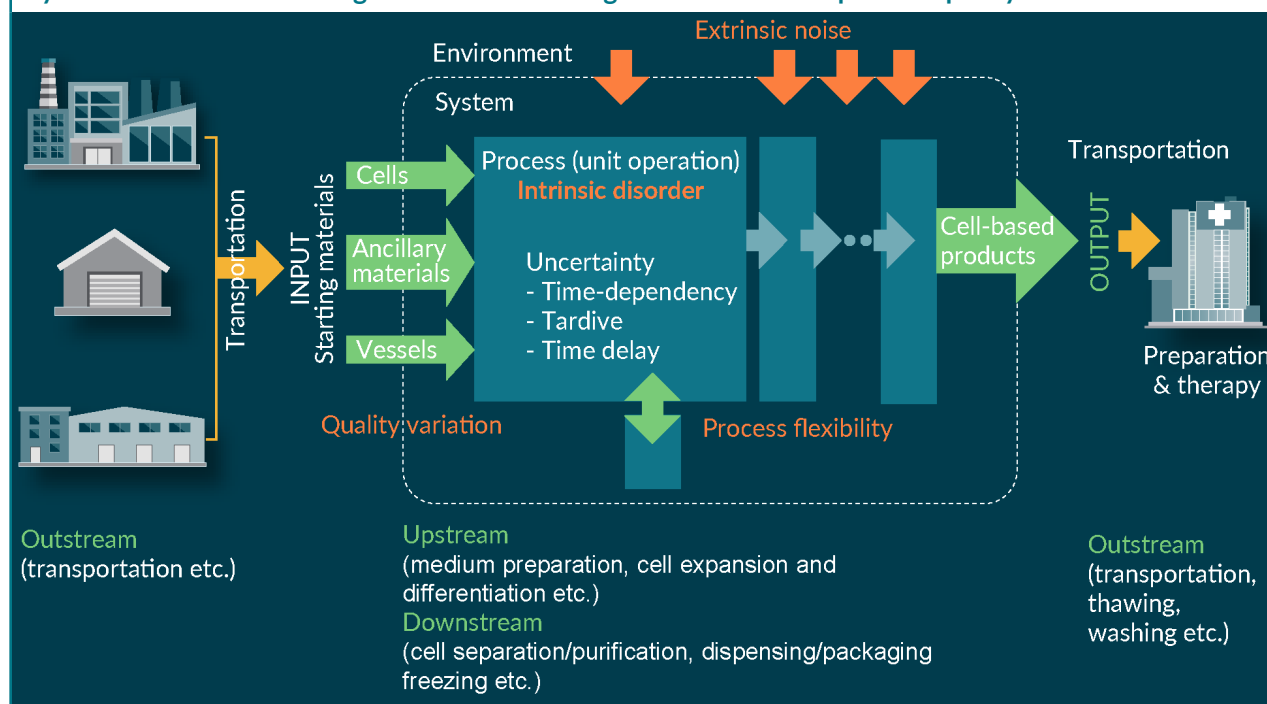 Extrinsic noise
Environment
System
Process (unit operation)
Intrinsic disorder
Cells
Ancillary
materials
Vessels
Transportation
INPUT
Starting materials
Uncertainty
- Time-dependency
- Tardive
- Time delay
Cell-based
products
OUTPUT
Transportation
Preparation
& therapy
Quality variation
Process flexibility
Outstream
(transportation etc.)
Upstream
(medium preparation, cell expansion and
differentiation etc.)
Downstream
(cell separation/purification, dispensing/packaging
freezing etc.)
Outstream
(transportation,
thawing,
washing etc.)